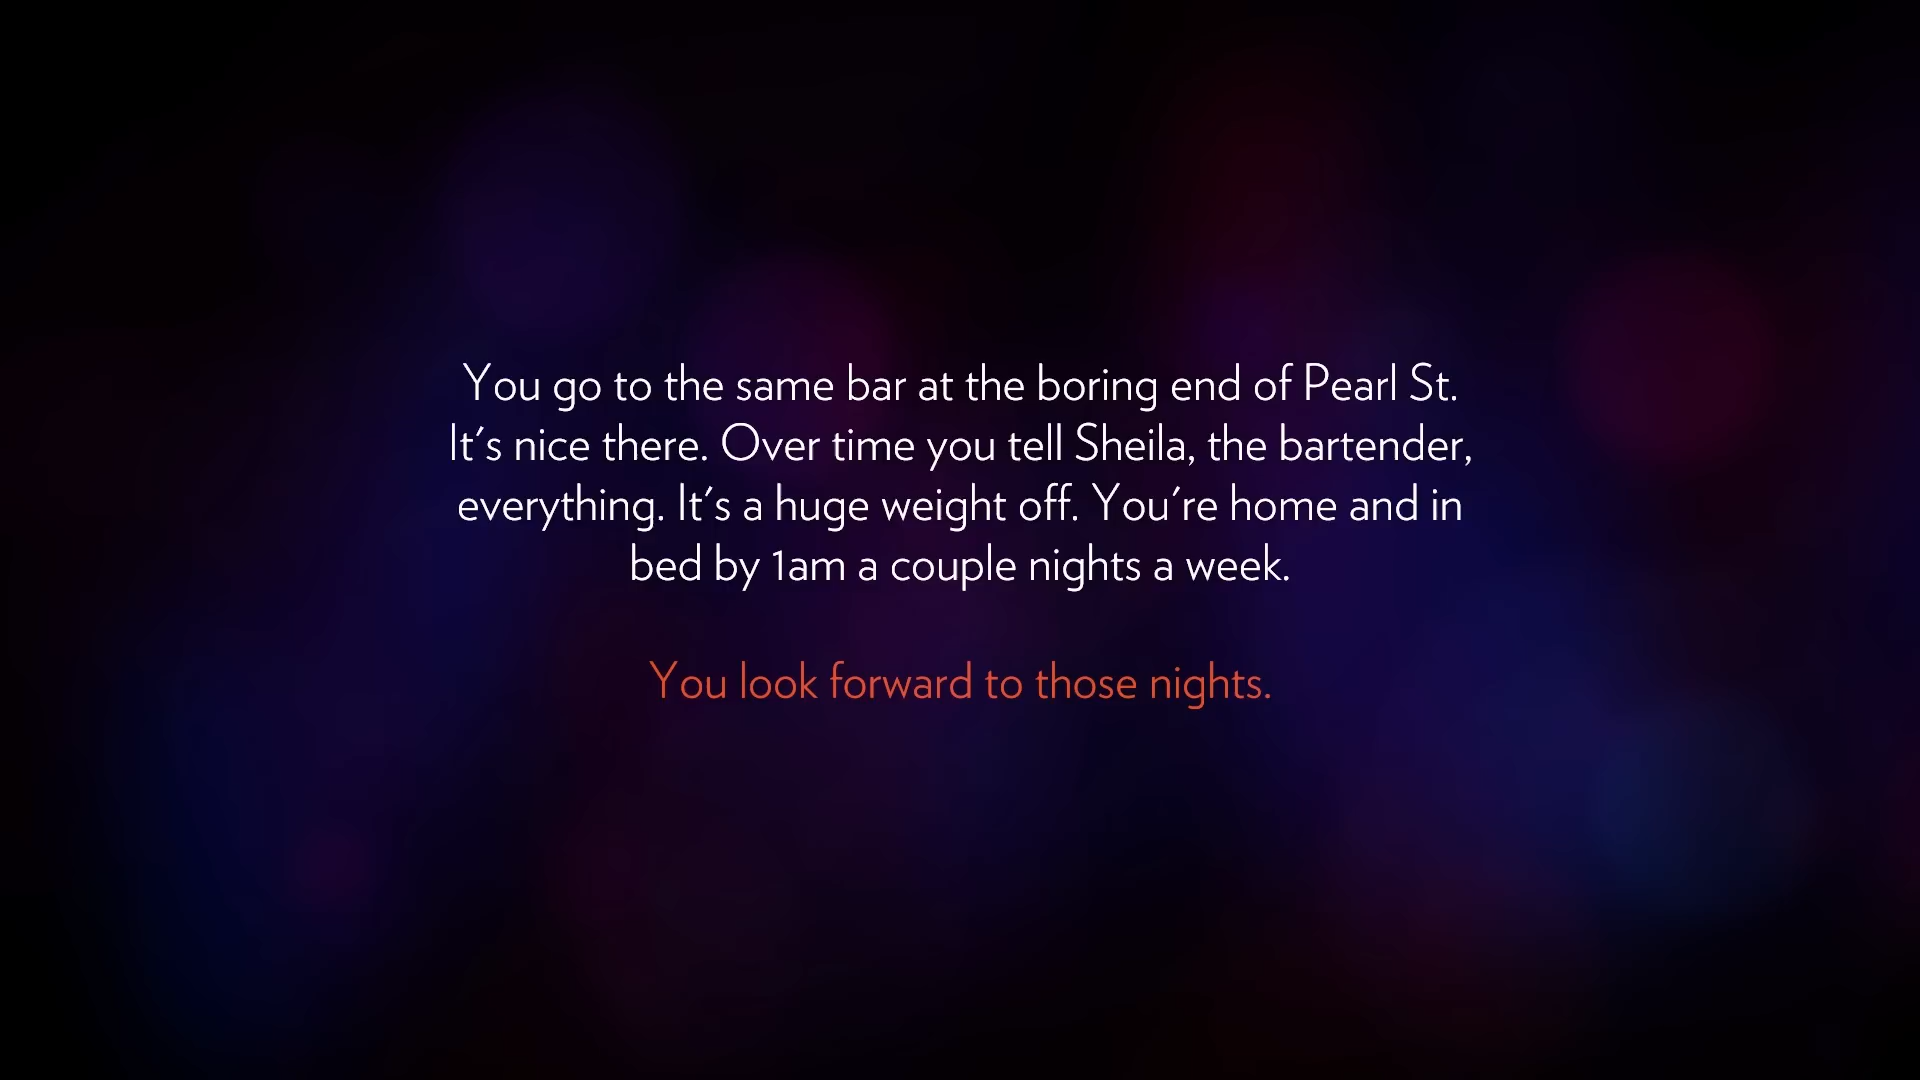 You go to the same bar at the boring end of Pearl St.
It's nice there. Over time you tell Sheila, the bartender,
everything. It's a huge weight off. You're home and in
bed by 1am a couple nights a week.
You look forward to those nights.